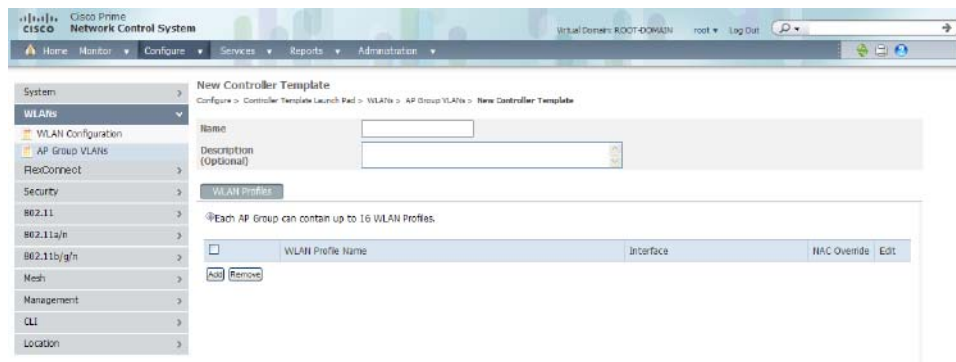 Cisco Prime
CISCO Network Control System
Virtual Domain: ROOT-DOMAIN root Log Out
Home Monitor Configure Services Reports Administration
System
WLANs
WLAN Configuration
AP Group VLANs
FlexConnect
Security
802.11
802.11a/n
802.11b/g/n
Mesh
Management
CLI
Location
New Controller Template
Configure > Controller Template Launch Pad > WLANs > AP Group VLANs > New Controller Template
Name
Description
(Optional)
WLAN Profiles
Each AP Group can contain up to 16 WLAN Profiles.
WLAN Profile Name Interface NAC Override Edit
Add Remove